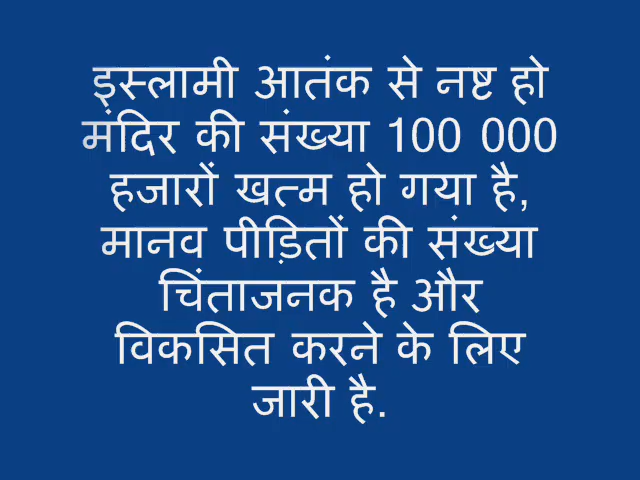 इस्लामी आतंक से नष्ट हो
मंदिर की संख्या 100 000
हजारों खत्म हो गया है,
मानव पीड़ितों की संख्या
चिंताजनक है और
विकसित करने के लिए
जारी है.